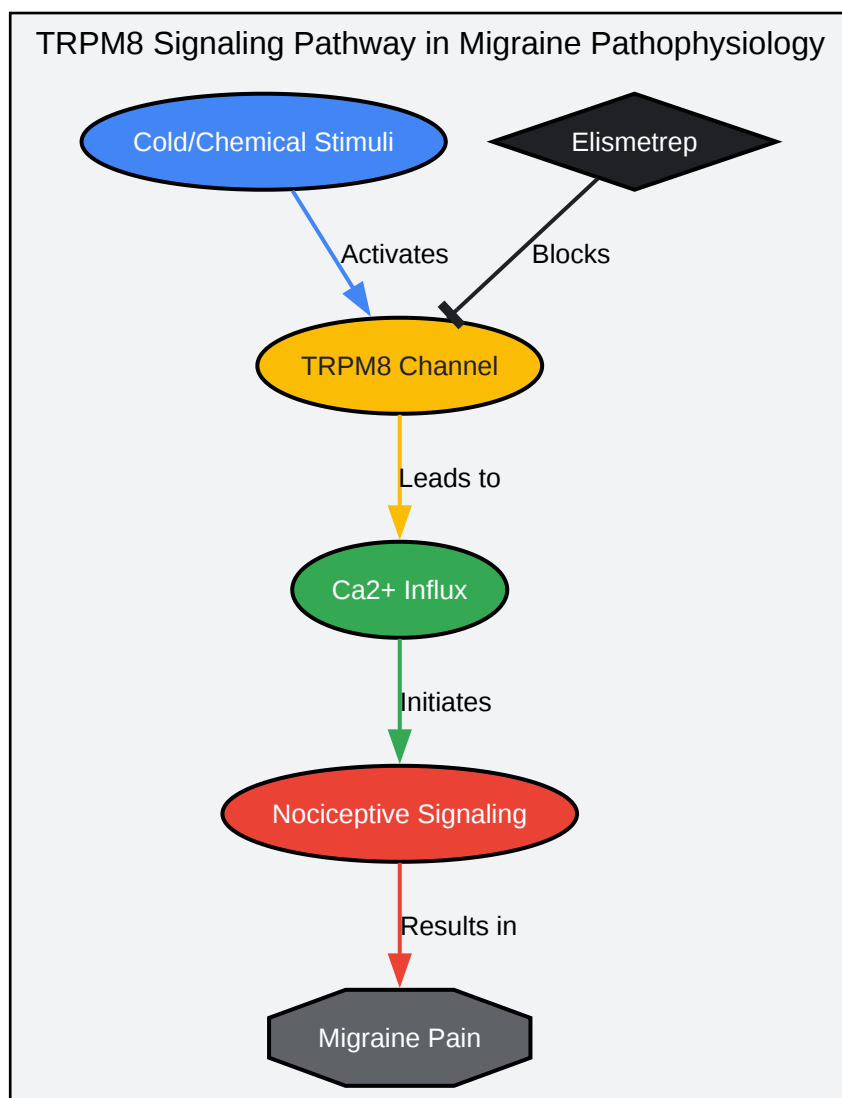 TRPM8 Signaling Pathway in Migraine Pathophysiology
Cold/Chemical Stimuli
Elismetrep
Activates
Blocks
TRPM8 Channel
Leads to
Ca2+ Influx
Initiates
Nociceptive Signaling
Results in
Migraine Pain